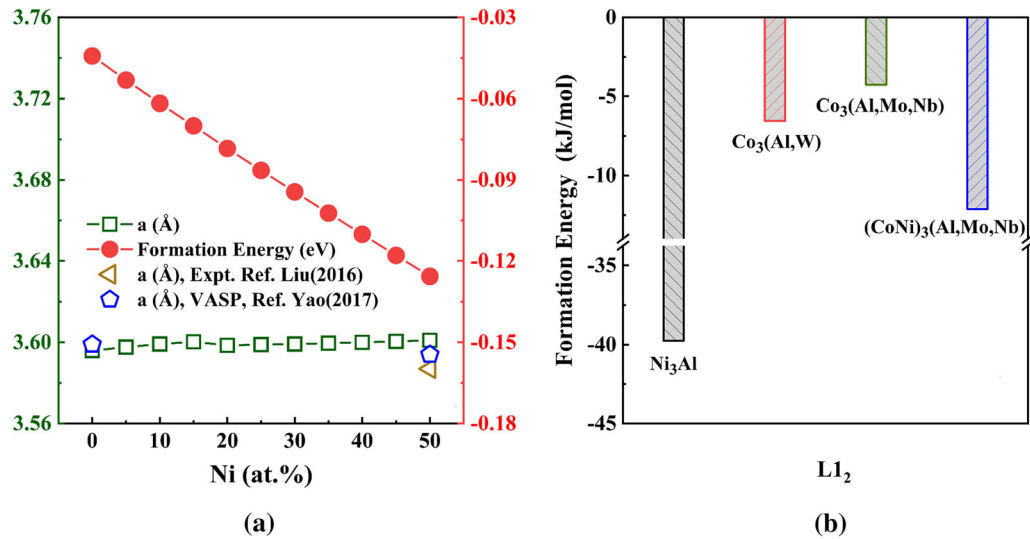 3.76
3.72
3.68
3.64
3.60
3.56
-0.03
-0.06
-0.09
-0.12
-0.15
-0.18
a (Å)
Formation Energy (eV)
a (Å), Expt. Ref. Liu(2016)
a (Å), VASP, Ref. Yao(2017)
0 10 20 30 40 50
Ni (at.%)
(a)
Formation Energy (kJ/mol)
0
-5
-10
-35
-40
-45
Ni₃Al
Co₃(Al,W)
Co₃(Al,Mo,Nb)
(CoNi)₃(Al,Mo,Nb)
L1₂
(b)